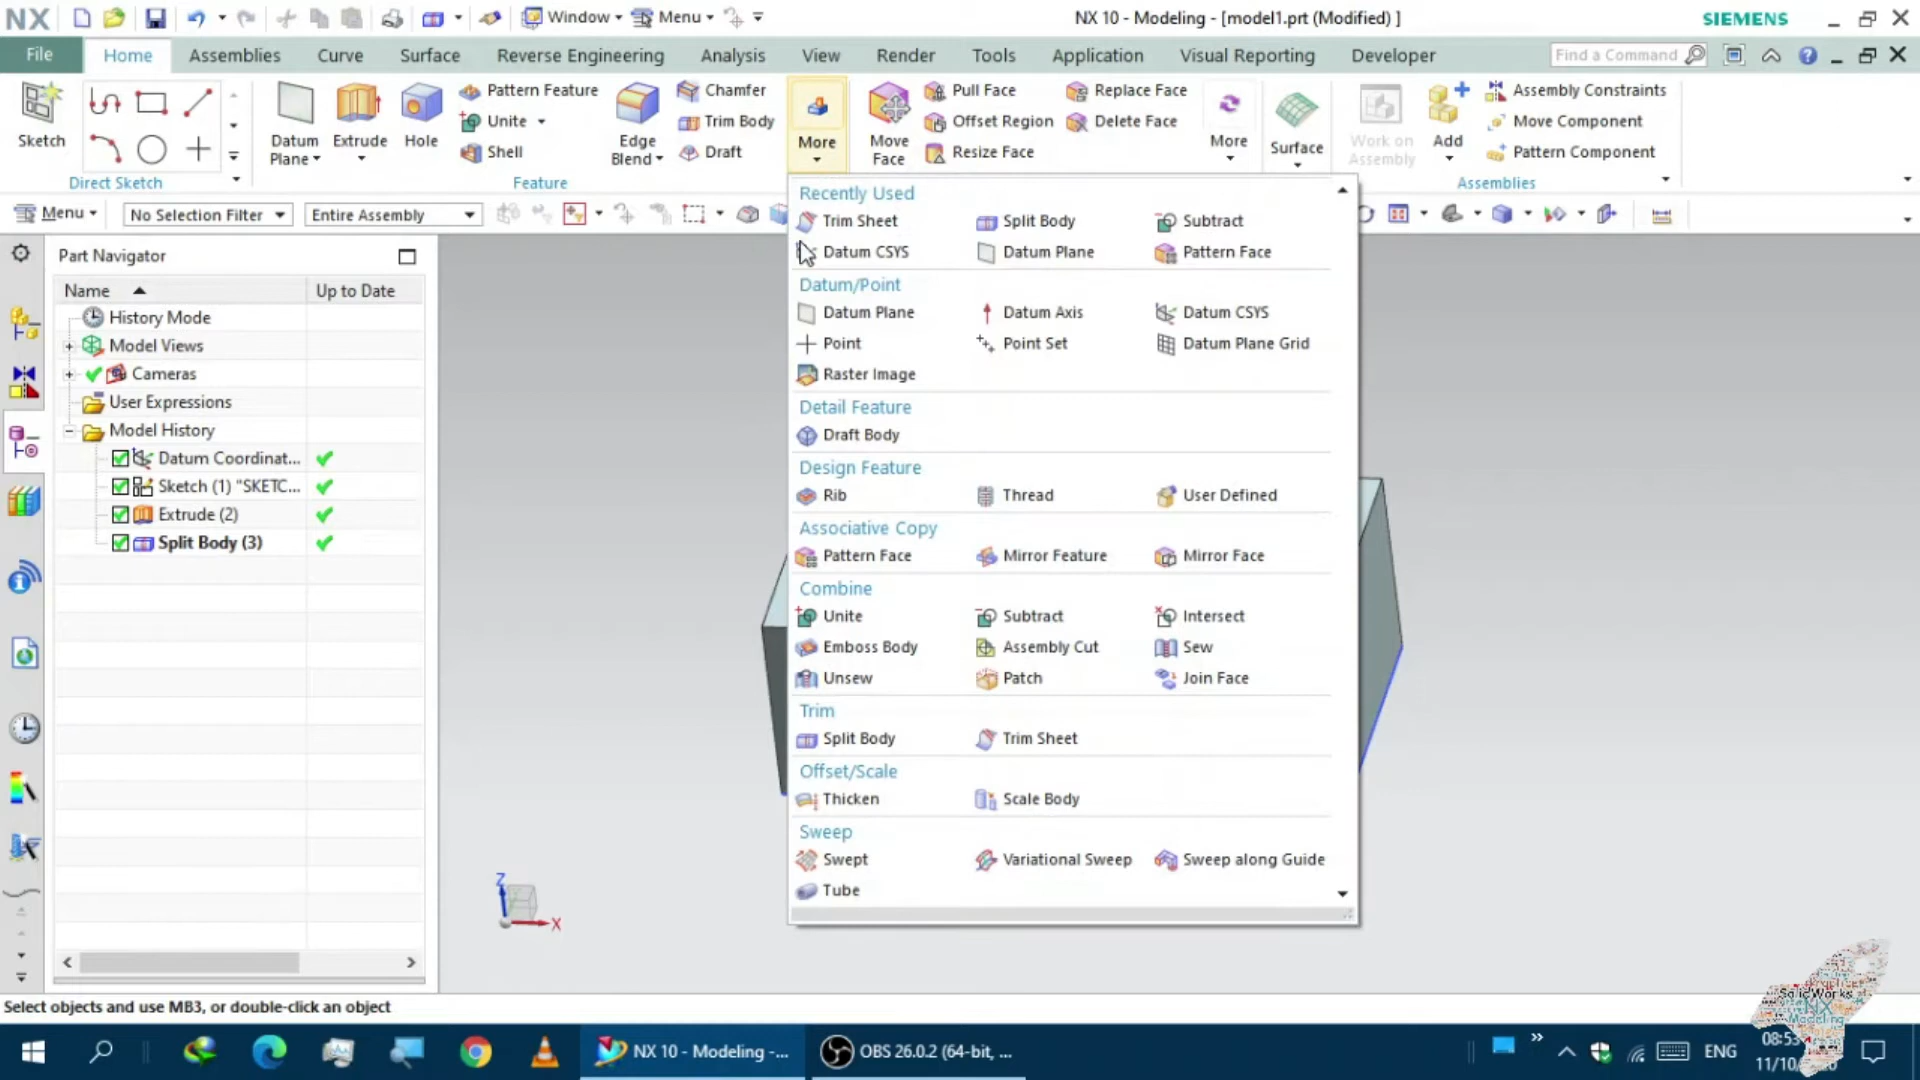 NX Window Menu NX 10 - Modeling - [model1.prt (Modified) ] SIEMENS
File Home Assemblies Curve Surface Reverse Engineering Analysis View Render Tools Application Visual Reporting Developer Find a Command
Sketch
Direct Sketch
Datum Plane
Extrude
Hole
Pattern Feature
Unite
Shell
Edge Blend
Chamfer
Trim Body
Draft
Feature
More
Move Face
Pull Face
Offset Region
Resize Face
Replace Face
Delete Face
More
Surface
Work on Assembly
Add
Assembly Constraints
Move Component
Pattern Component
Assemblies
Menu No Selection Filter Entire Assembly
Part Navigator
Name Up to Date
History Mode
Model Views
Cameras
User Expressions
Model History
Datum Coordinat...
Sketch (1) "SKETC...
Extrude (2)
Split Body (3)
Recently Used
Trim Sheet Split Body Subtract
Datum CSYS Datum Plane Pattern Face
Datum/Point
Datum Plane Datum Axis Datum CSYS
Point Point Set Datum Plane Grid
Raster Image
Detail Feature
Draft Body
Design Feature
Rib Thread User Defined
Associative Copy
Pattern Face Mirror Feature Mirror Face
Combine
Unite Subtract Intersect
Emboss Body Assembly Cut Sew
Unsew Patch Join Face
Trim
Split Body Trim Sheet
Offset/Scale
Thicken Scale Body
Sweep
Swept Variational Sweep Sweep along Guide
Tube
Z
X
Select objects and use MB3, or double-click an object
SolidWorks
NX
Modeling
NX 10 - Modeling -... OBS 26.0.2 (64-bit, ... ENG
08:53
11/10/